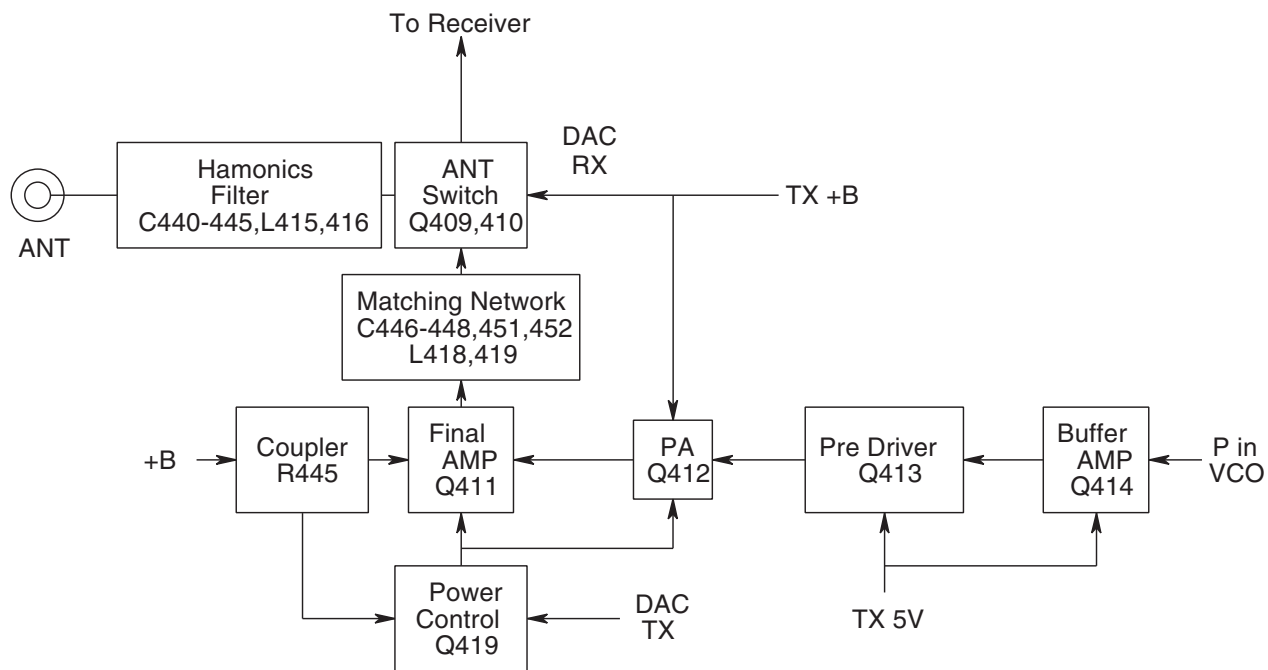 To Receiver
Hamonics
Filter
C440-445,L415,416
ANT
Switch
Q409,410
DAC
RX
TX +B
ANT
Matching Network
C446-448,451,452
L418,419
+B
Coupler
R445
Final
AMP
Q411
PA
Q412
Pre Driver
Q413
Buffer
AMP
Q414
P in
VCO
Power
Control
Q419
DAC
TX
TX 5V